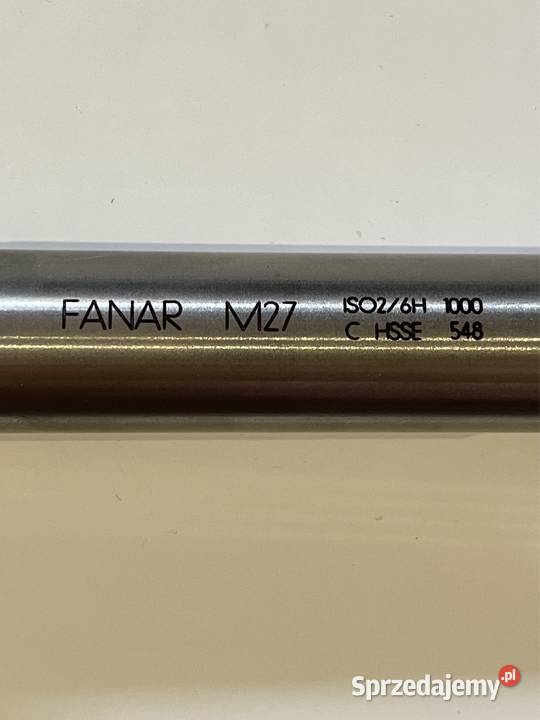 FANAR M27 ISO2/6H 1000
C HSSE 548
Sprzedajemy.pl